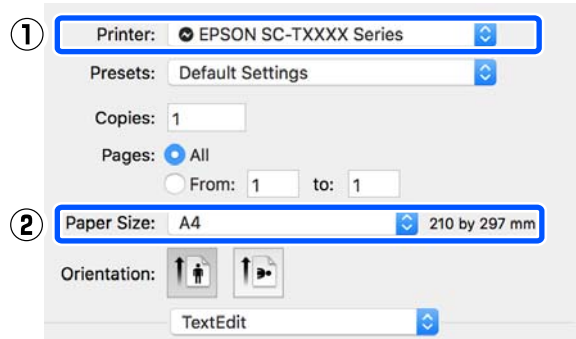 ① Printer: EPSON SC-TXXXX Series
Presets: Default Settings
Copies: 1
Pages: All
From: 1 to: 1
② Paper Size: A4 210 by 297 mm
Orientation:
TextEdit